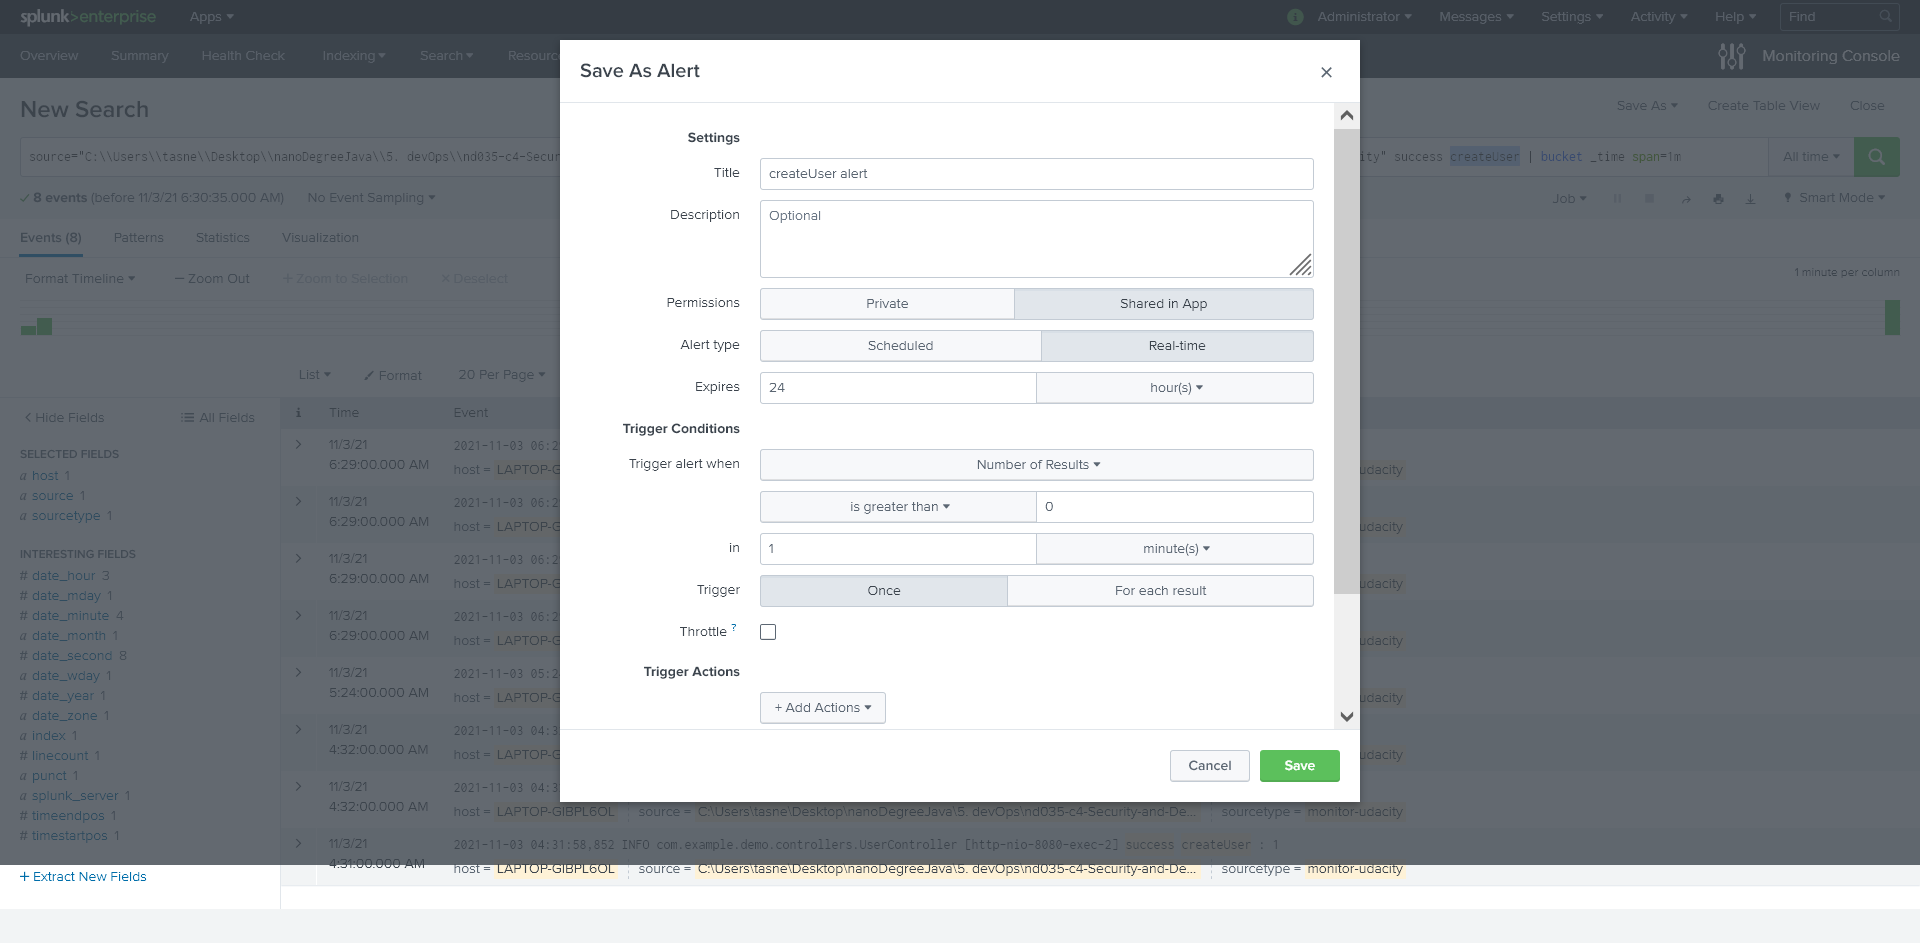 splunk>enterprise Apps Administrator Messages Settings Activity Help Find
Overview Summary Health Check Indexing Search Monitoring Console
New Search Save As Create Table View Close
source="C:\\Users\\tasne\\Desktop\\nanoDegreeJava\\5. devOps\\nd035-c4-Secur ity" success createUser | bucket _time span=1m All time
8 events (before 11/3/21 6:30:35.000 AM) No Event Sampling Job Smart Mode
Events (8) Patterns Statistics Visualization
Format Timeline — Zoom Out + Zoom to Selection × Deselect 1 minute per column
List Format 20 Per Page
< Hide Fields All Fields
SELECTED FIELDS
a host 1
a source 1
a sourcetype 1
INTERESTING FIELDS
# date_hour 3
# date_mday 1
# date_minute 4
a date_month 1
# date_second 8
a date_wday 1
# date_year 1
a date_zone 1
a index 1
# linecount 1
a punct 1
a splunk_server 1
# timeendpos 1
# timestartpos 1
+ Extract New Fields
i Time Event
11/3/21 2021-11-03 06:2
6:29:00.000 AM host = LAPTOP-G udacity
11/3/21 2021-11-03 06:2
6:29:00.000 AM host = LAPTOP-G udacity
11/3/21 2021-11-03 06:2
6:29:00.000 AM host = LAPTOP-G udacity
11/3/21 2021-11-03 06:2
6:29:00.000 AM host = LAPTOP-G udacity
11/3/21 2021-11-03 05:2
5:24:00.000 AM host = LAPTOP-G udacity
11/3/21 2021-11-03 04:3
4:32:00.000 AM host = LAPTOP-G udacity
11/3/21 2021-11-03 04:3
4:32:00.000 AM host = LAPTOP-GIBPL6OL source = C:\Users\tasne\Desktop\nanoDegreeJava\5. devOps\nd035-c4-Security-and-De... sourcetype = monitor-udacity
11/3/21 2021-11-03 04:31:58,852 INFO com.example.demo.controllers.UserController [http-nio-8080-exec-2] success createUser : 1
4:31:00.000 AM host = LAPTOP-GIBPL6OL source = C:\Users\tasne\Desktop\nanoDegreeJava\5. devOps\nd035-c4-Security-and-De... sourcetype = monitor-udacity
Save As Alert
Settings
Title createUser alert
Description Optional
Permissions Private Shared in App
Alert type Scheduled Real-time
Expires 24 hour(s)
Trigger Conditions
Trigger alert when Number of Results
is greater than 0
in 1 minute(s)
Trigger Once For each result
Throttle ?
Trigger Actions
+ Add Actions
Cancel Save